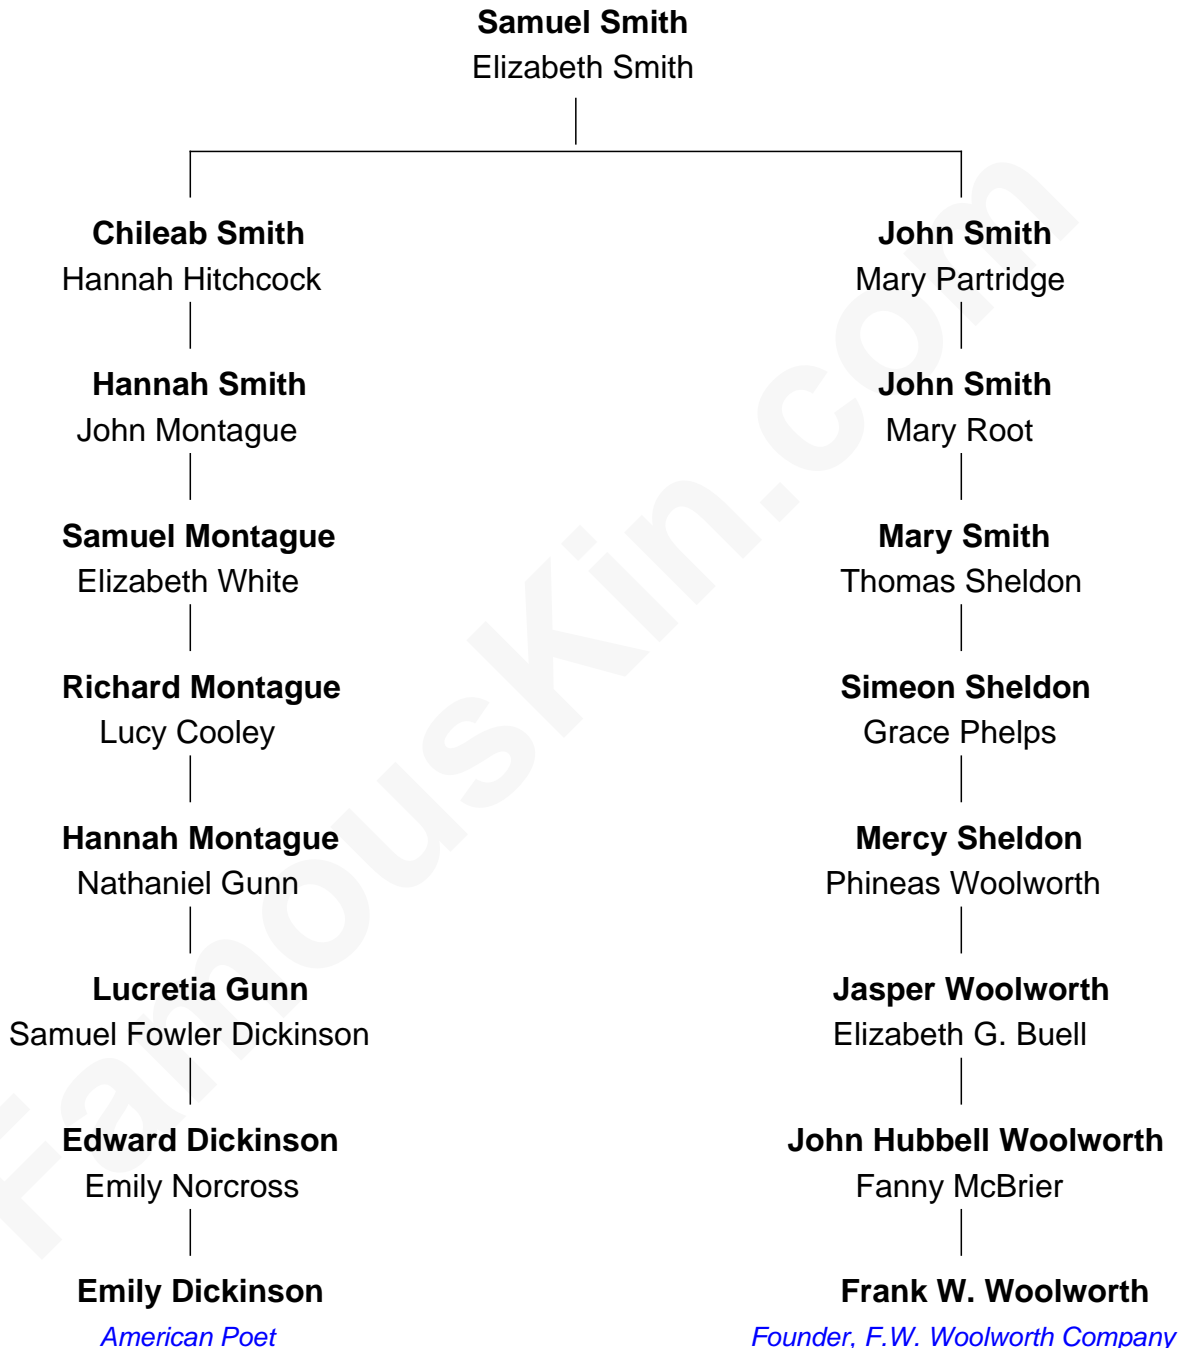 Samuel Smith
Elizabeth Smith
Chileab Smith
Hannah Hitchcock
John Smith
Mary Partridge
Hannah Smith
John Montague
John Smith
Mary Root
Samuel Montague
Elizabeth White
Mary Smith
Thomas Sheldon
Richard Montague
Lucy Cooley
Simeon Sheldon
Grace Phelps
Hannah Montague
Nathaniel Gunn
Mercy Sheldon
Phineas Woolworth
Lucretia Gunn
Samuel Fowler Dickinson
Jasper Woolworth
Elizabeth G. Buell
Edward Dickinson
Emily Norcross
John Hubbell Woolworth
Fanny McBrier
Emily Dickinson
American Poet
Frank W. Woolworth
Founder, F.W. Woolworth Company
FamousKin.com